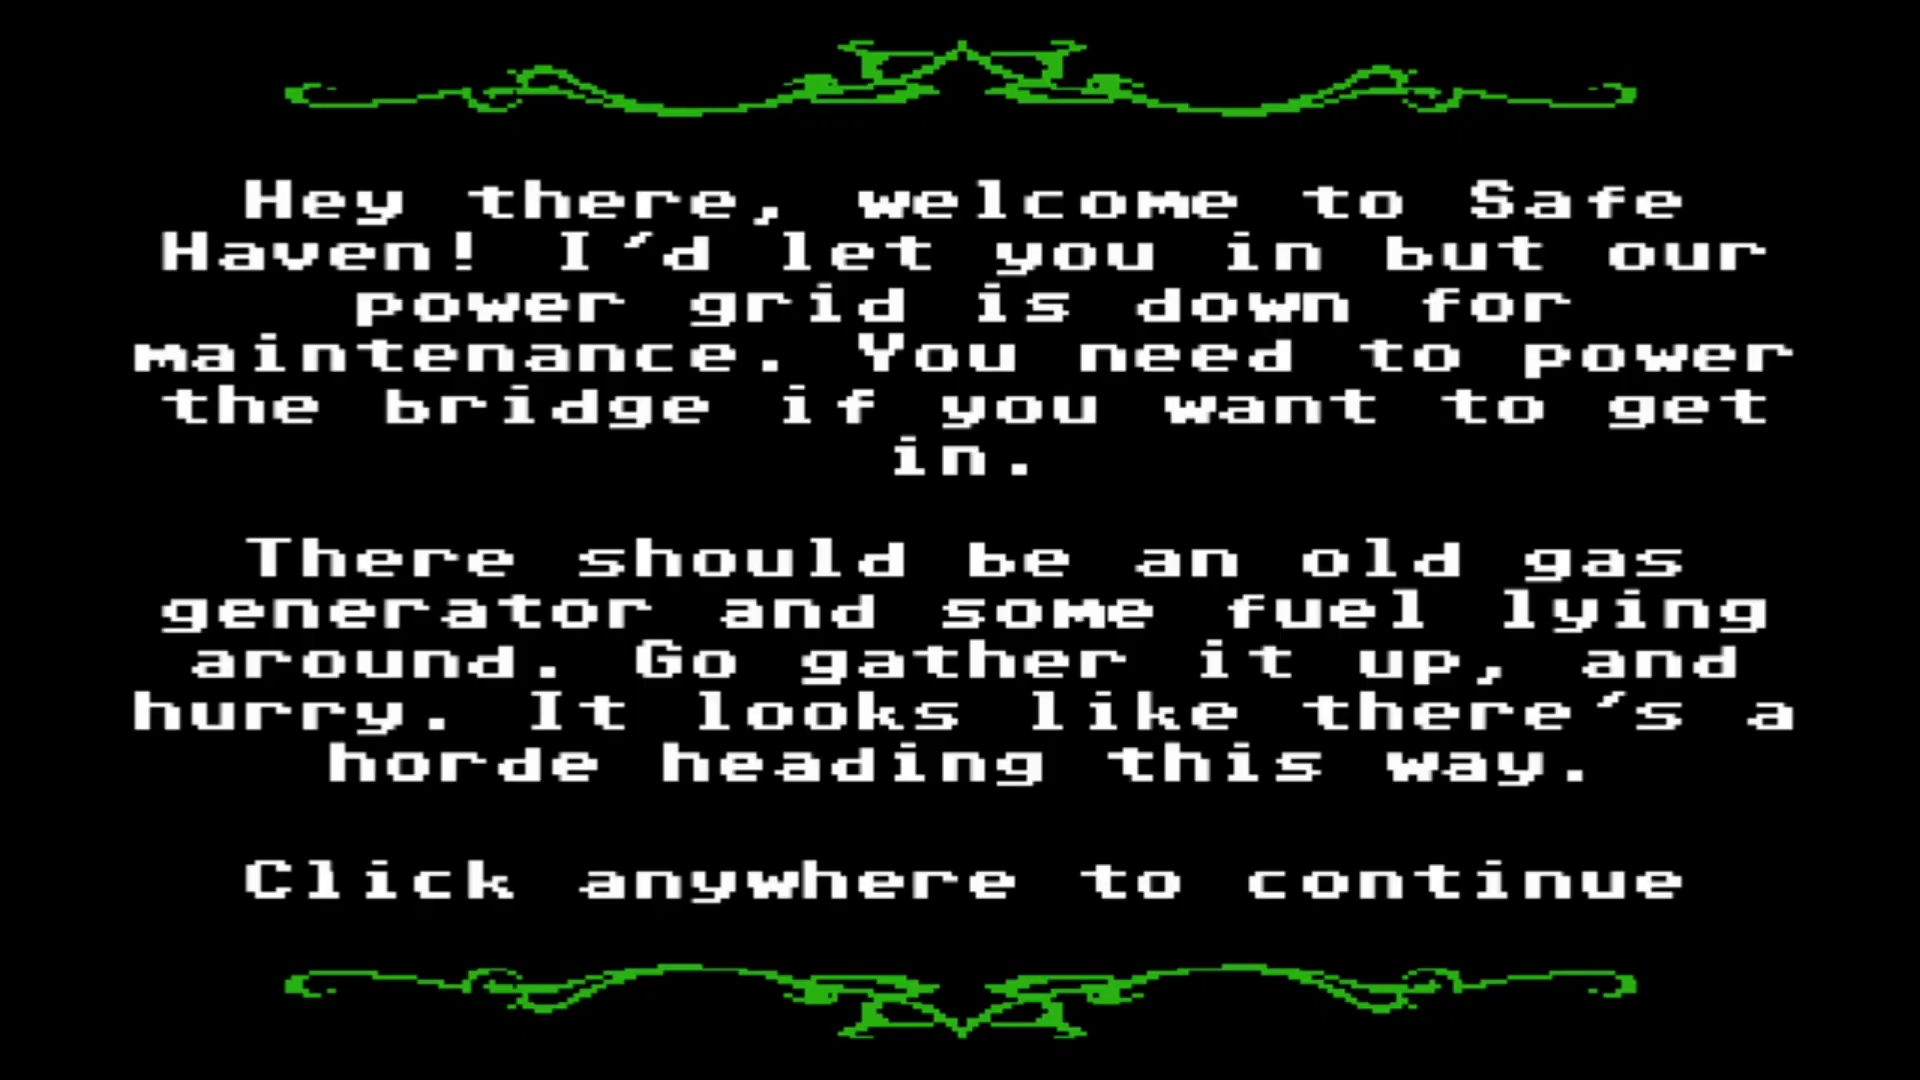 Hey there, welcome to Safe
Haven! I'd let you in but our
power grid is down for
maintenance. You need to power
the bridge if you want to get
in.
There should be an old gas
generator and some fuel lying
around. Go gather it up, and
hurry. It looks like there's a
horde heading this way.
Click anywhere to continue